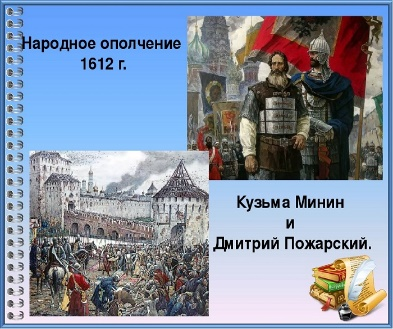 Народное ополчение
1612 г.
Кузьма Минин
и
Дмитрий Пожарский.